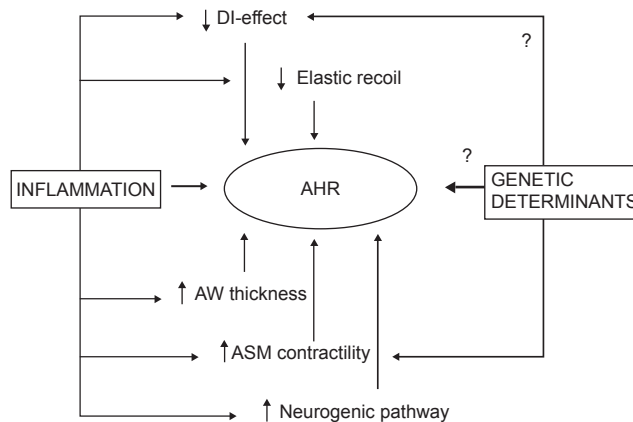 ↓ DI-effect
?
↓ Elastic recoil
?
INFLAMMATION
AHR
GENETIC
DETERMINANTS
↑ AW thickness
↑ ASM contractility
↑ Neurogenic pathway